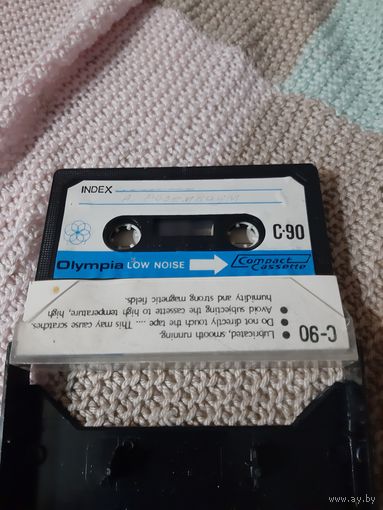 INDEX
А. Розенбаум
C-90
Olympia LOW NOISE
Compact Cassette
C-90
● Lubricated, smooth running.
● Do not directly touch the tape .... This may cause scratches.
● Avoid subjecting the cassette to high temperature, high
humidity and strong magnetic fields.
www.ay.by